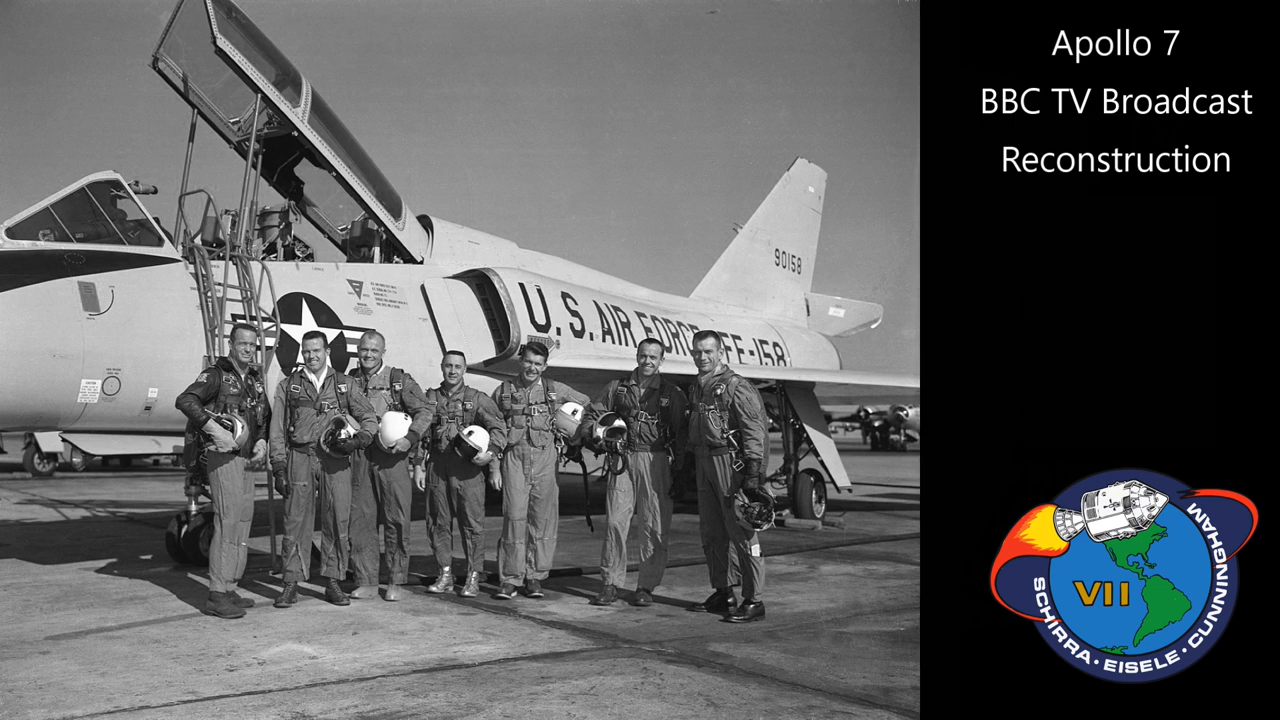 Apollo 7
BBC TV Broadcast
Reconstruction
90158
U.S. AIR FORCE FF-158
VII
SCHIRRA · EISELE · CUNNINGHAM